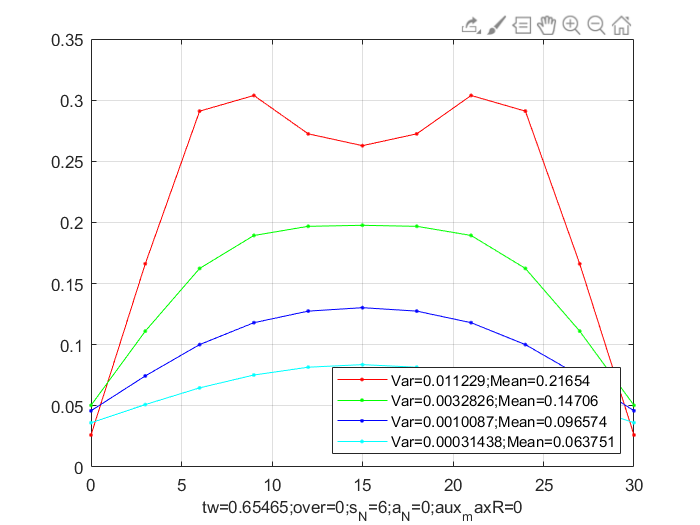 0.35
0.3
0.25
0.2
0.15
0.1
0.05
0
0 5 10 15 20 25 30
Var=0.011229;Mean=0.21654
Var=0.0032826;Mean=0.14706
Var=0.0010087;Mean=0.096574
Var=0.00031438;Mean=0.063751
tw=0.65465;over=0;s_N=6;a_N=0;aux_maxR=0